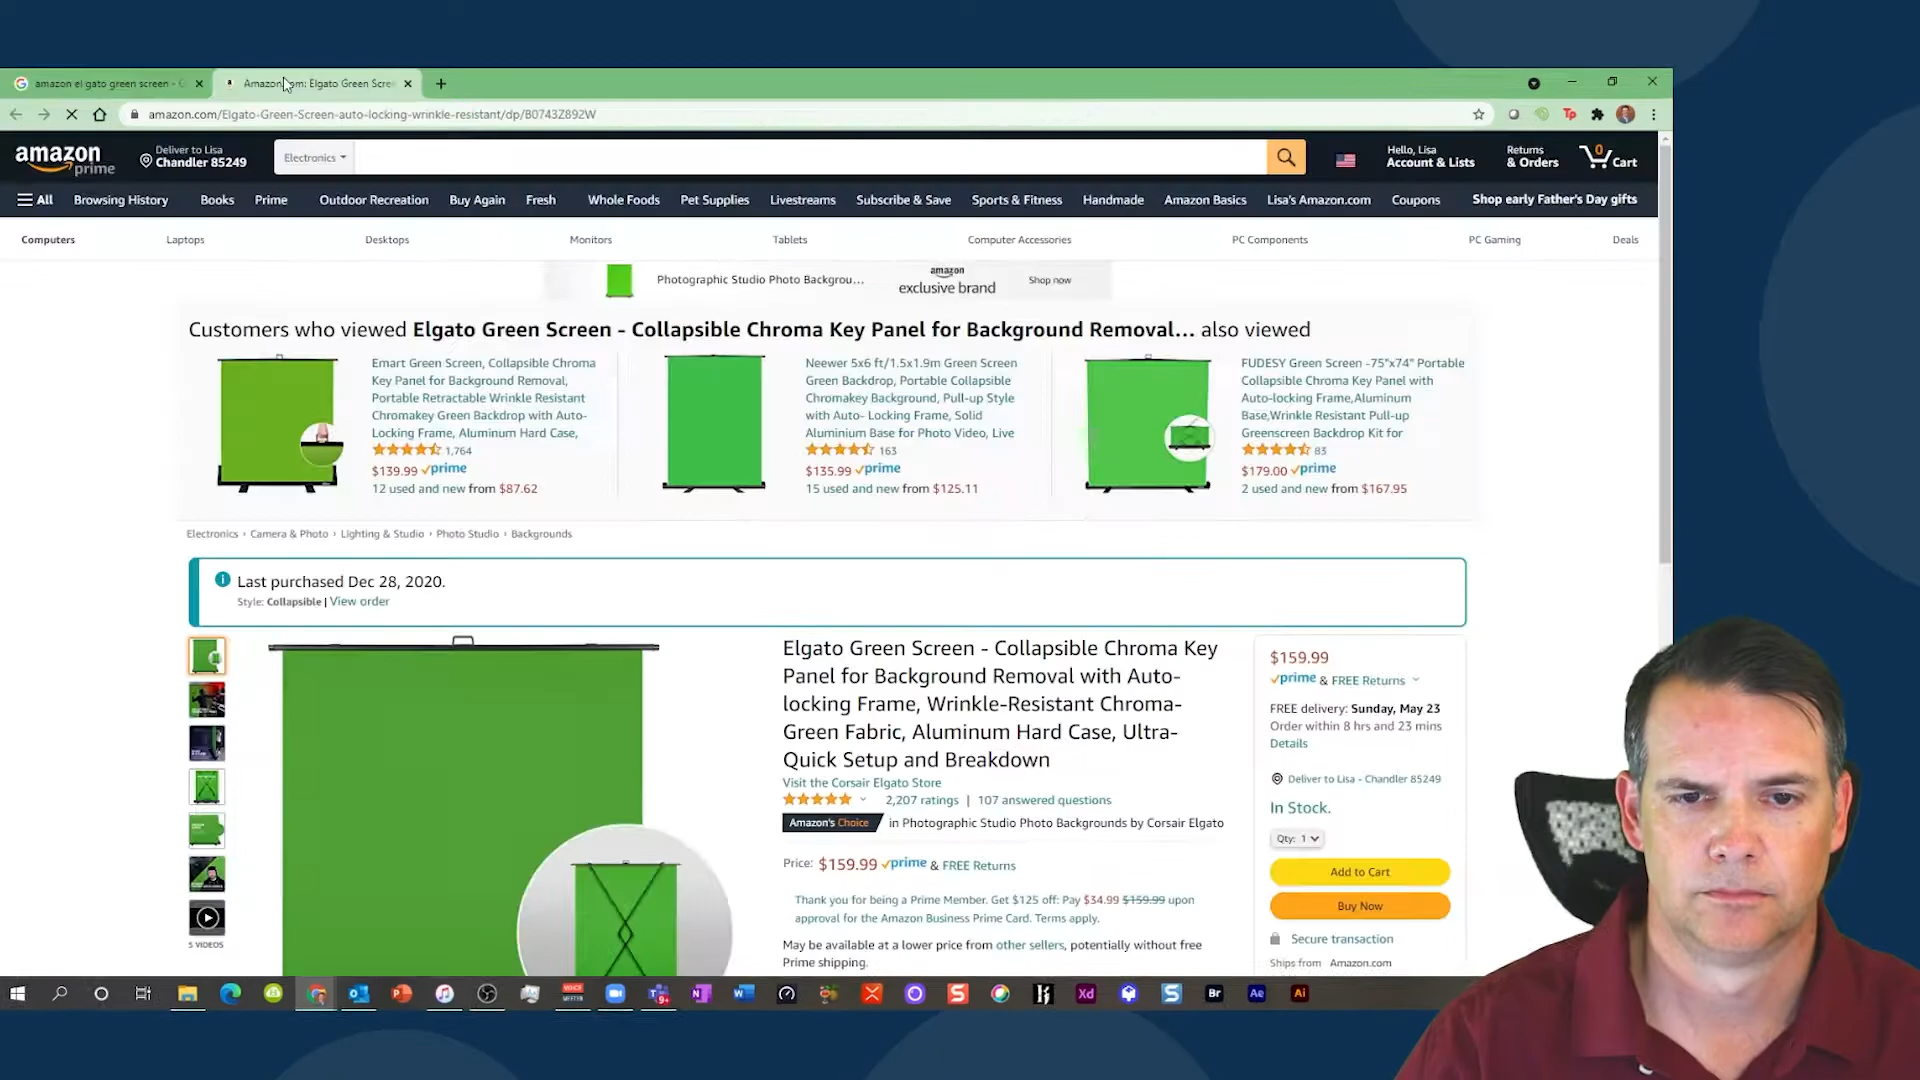 amazon el gato green screen -
Amazon.com: Elgato Green Scre
amazon.com/Elgato-Green-Screen-auto-locking-wrinkle-resistant/dp/B0743Z892W
Tp
amazon
prime
Deliver to Lisa
Chandler 85249
Electronics
Hello, Lisa
Account & Lists
Returns
& Orders
0
Cart
All
Browsing History
Books
Prime
Outdoor Recreation
Buy Again
Fresh
Whole Foods
Pet Supplies
Livestreams
Subscribe & Save
Sports & Fitness
Handmade
Amazon Basics
Lisa's Amazon.com
Coupons
Shop early Father's Day gifts
Computers
Laptops
Desktops
Monitors
Tablets
Computer Accessories
PC Components
PC Gaming
Deals
Photographic Studio Photo Backgrou...
amazon
exclusive brand
Shop now
Customers who viewed Elgato Green Screen - Collapsible Chroma Key Panel for Background Removal... also viewed
Emart Green Screen, Collapsible Chroma
Key Panel for Background Removal,
Portable Retractable Wrinkle Resistant
Chromakey Green Backdrop with Auto-
Locking Frame, Aluminum Hard Case,
1,764
$139.99 prime
12 used and new from $87.62
Neewer 5x6 ft/1.5x1.9m Green Screen
Green Backdrop, Portable Collapsible
Chromakey Background, Pull-up Style
with Auto- Locking Frame, Solid
Aluminium Base for Photo Video, Live
163
$135.99 prime
15 used and new from $125.11
FUDESY Green Screen -75"x74" Portable
Collapsible Chroma Key Panel with
Auto-locking Frame,Aluminum
Base,Wrinkle Resistant Pull-up
Greenscreen Backdrop Kit for
83
$179.00 prime
2 used and new from $167.95
Electronics › Camera & Photo › Lighting & Studio › Photo Studio › Backgrounds
Last purchased Dec 28, 2020.
Style: Collapsible | View order
5 VIDEOS
Elgato Green Screen - Collapsible Chroma Key
Panel for Background Removal with Auto-
locking Frame, Wrinkle-Resistant Chroma-
Green Fabric, Aluminum Hard Case, Ultra-
Quick Setup and Breakdown
Visit the Corsair Elgato Store
2,207 ratings | 107 answered questions
Amazon's Choice in Photographic Studio Photo Backgrounds by Corsair Elgato
Price: $159.99 prime & FREE Returns
Thank you for being a Prime Member. Get $125 off: Pay $34.99 $159.99 upon
approval for the Amazon Business Prime Card. Terms apply.
May be available at a lower price from other sellers, potentially without free
Prime shipping.
$159.99
prime & FREE Returns
FREE delivery: Sunday, May 23
Order within 8 hrs and 23 mins
Details
Deliver to Lisa - Chandler 85249
In Stock.
Qty: 1
Add to Cart
Buy Now
Secure transaction
Ships from Amazon.com
VOICE
MEETER
9+
Xd
Br
Ae
Ai